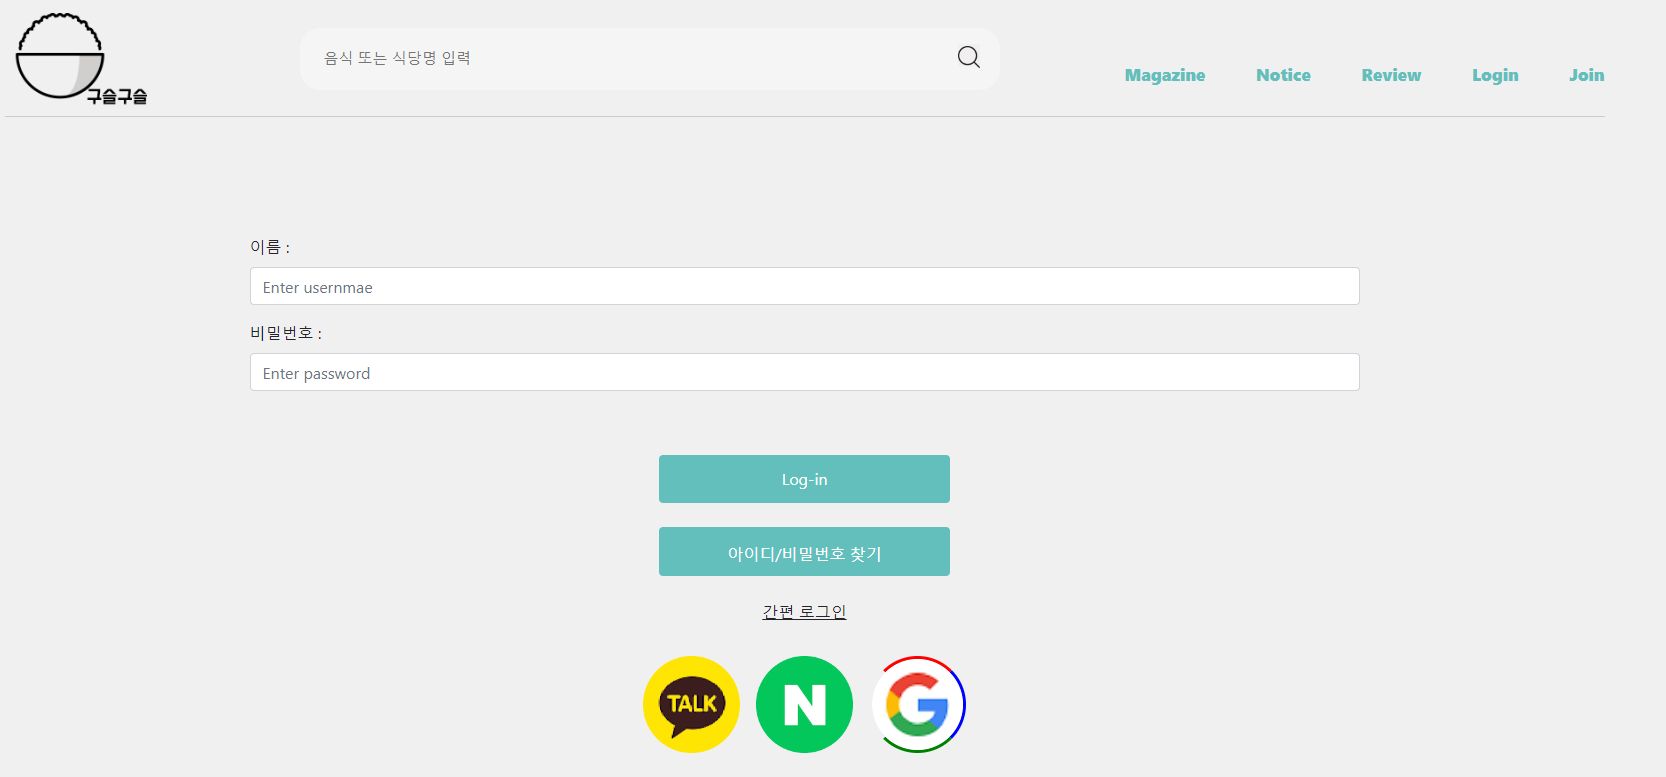 구슬구슬
음식 또는 식당명 입력
Magazine Notice Review Login Join
이름 :
Enter usernmae
비밀번호 :
Enter password
Log-in
아이디/비밀번호 찾기
간편 로그인
TALK N G